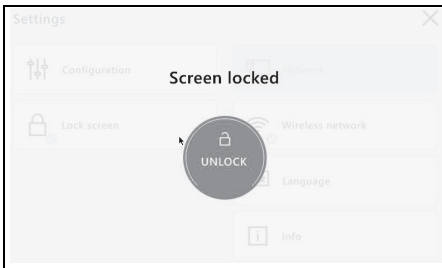 Settings
Configuration
Screen locked
Network
Lock screen
Wireless network
UNLOCK
Language
Info